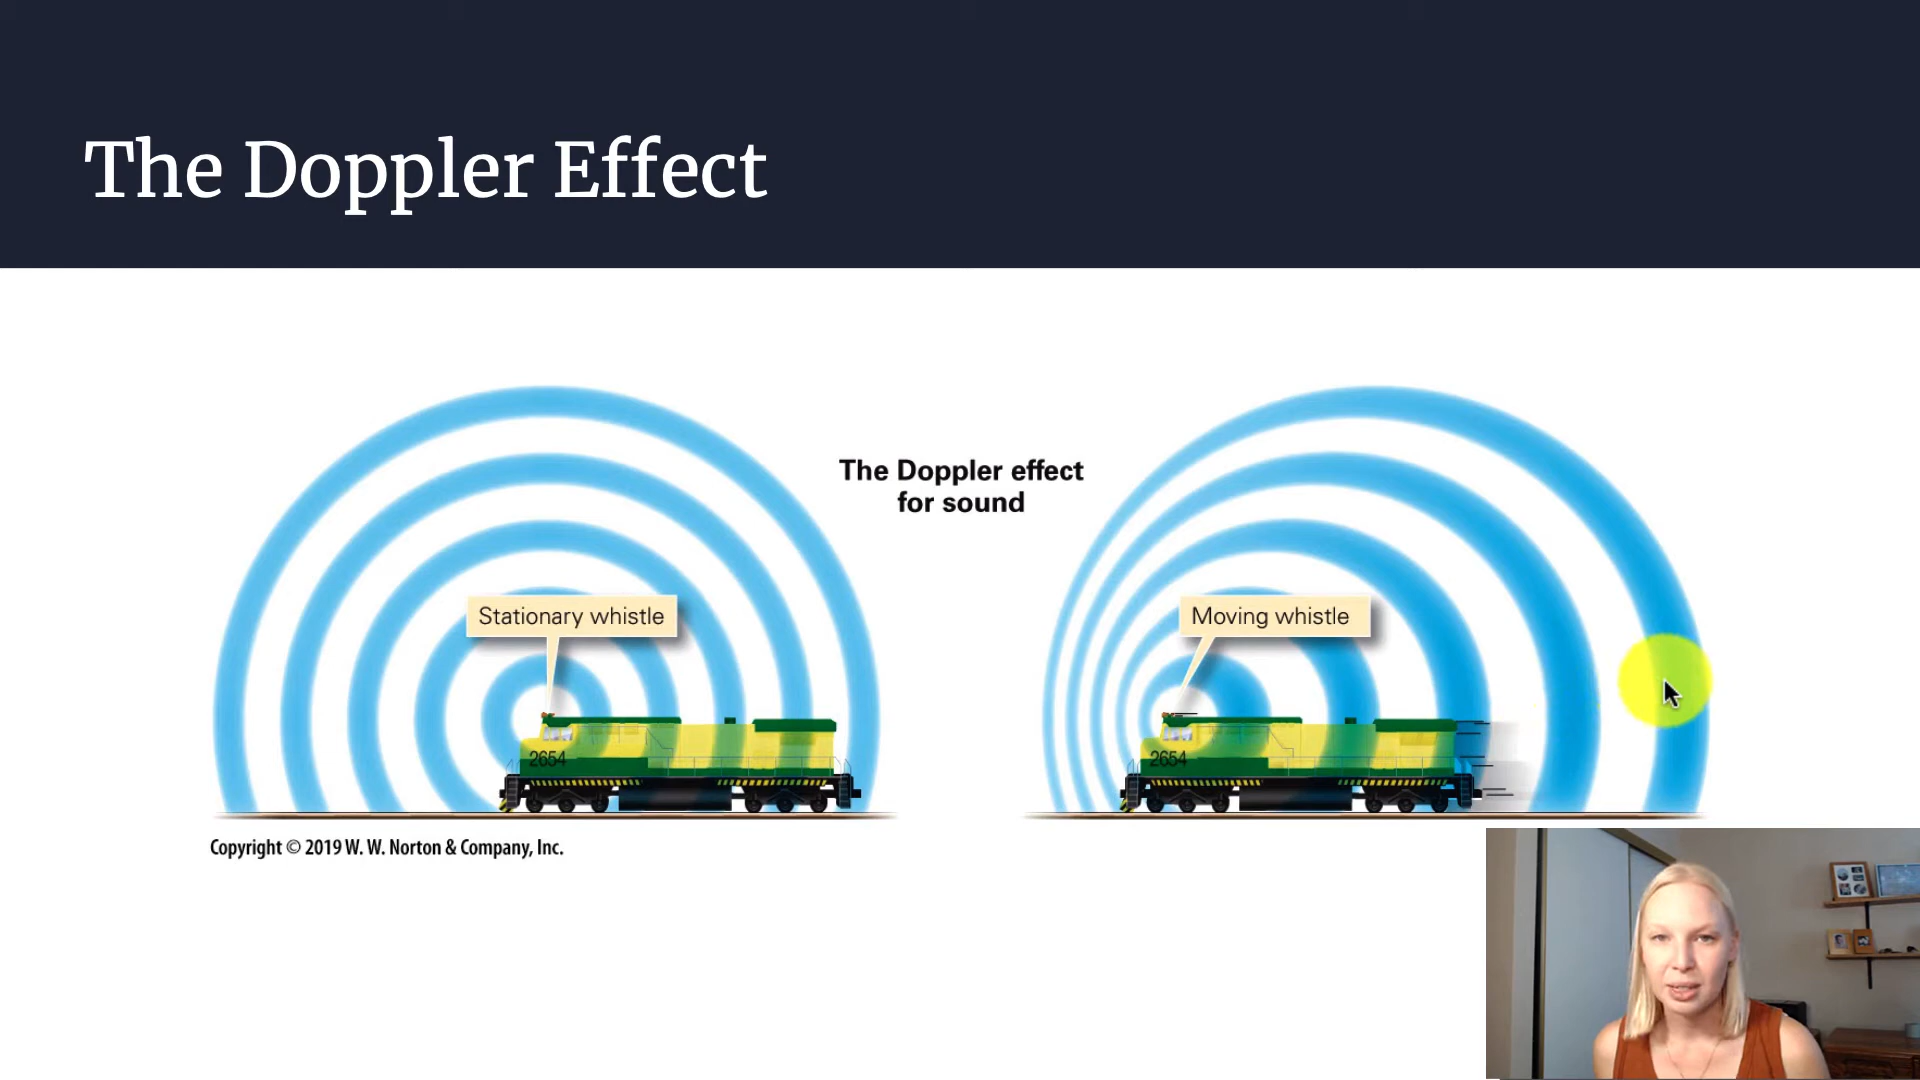 The Doppler Effect
The Doppler effect
for sound
Stationary whistle
Moving whistle
2654
2654
Copyright © 2019 W. W. Norton & Company, Inc.